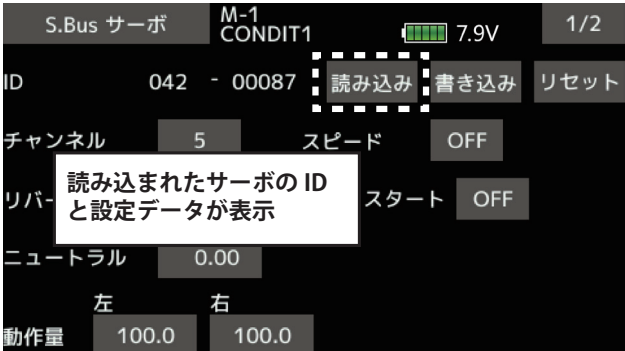 S.Bus サーボ M-1 CONDIT1 7.9V 1/2
ID 042 - 00087 読み込み 書き込み リセット
チャンネル 5 スピード OFF
読み込まれたサーボの ID
と設定データが表示
リバー スタート OFF
ニュートラル 0.00
左 右
動作量 100.0 100.0